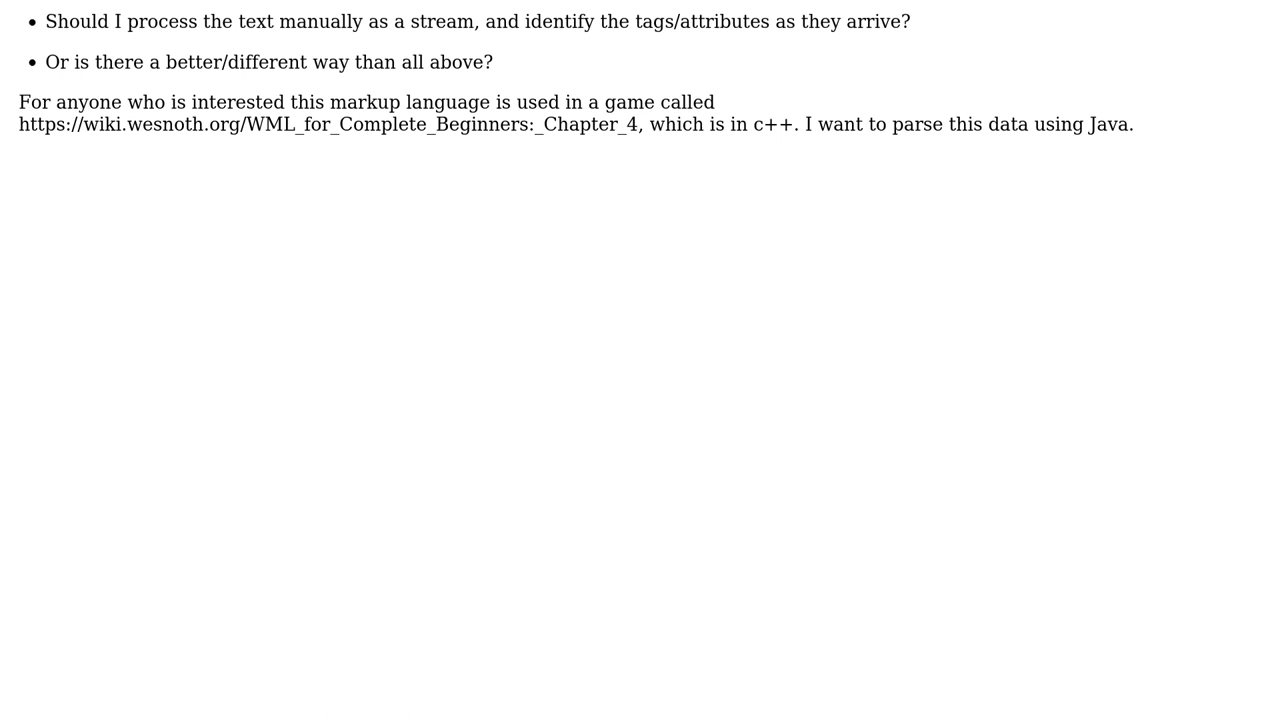 • Should I process the text manually as a stream, and identify the tags/attributes as they arrive?
• Or is there a better/different way than all above?
For anyone who is interested this markup language is used in a game called
https://wiki.wesnoth.org/WML_for_Complete_Beginners:_Chapter_4, which is in c++. I want to parse this data using Java.